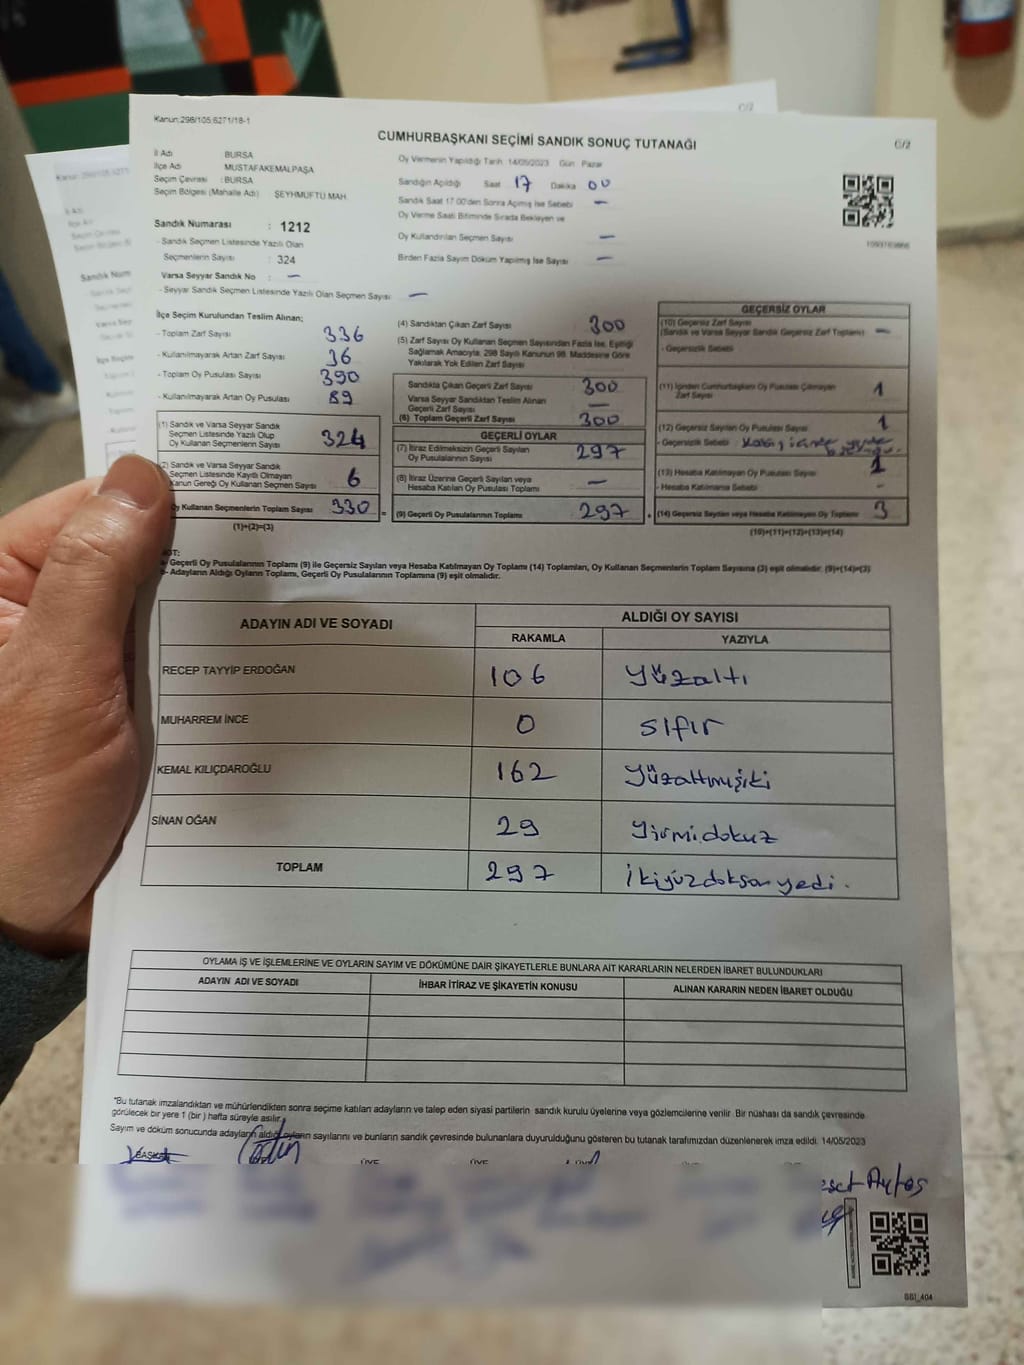 Kanun:298/105,6271/18-1
C/2
CUMHURBAŞKANI SEÇİMİ SANDIK SONUÇ TUTANAĞI
C/2
İl Adı BURSA
İlçe Adı MUSTAFAKEMALPAŞA
Seçim Çevresi : BURSA
Seçim Bölgesi (Mahalle Adı) ŞEYHMÜFTÜ MAH.
Oy Vermenin Yapıldığı Tarih 14/05/2023 Gün Pazar
Sandığın Açıldığı Saat 17 Dakika 00
Sandık Saat 17.00'den Sonra Açılmış İse Sebebi —
Oy Verme Saati Bitiminde Sırada Bekleyen ve
Oy Kullandırılan Seçmen Sayısı —
Birden Fazla Sayım Döküm Yapılmış İse Sayısı —
Sandık Numarası : 1212
- Sandık Seçmen Listesinde Yazılı Olan
Seçmenlerin Sayısı : 324
Varsa Seyyar Sandık No : —
- Seyyar Sandık Seçmen Listesinde Yazılı Olan Seçmen Sayısı —
İlçe Seçim Kurulundan Teslim Alınan;
- Toplam Zarf Sayısı 336
- Kullanılmayarak Artan Zarf Sayısı 36
- Toplam Oy Pusulası Sayısı 390
- Kullanılmayarak Artan Oy Pusulası 89
(1) Sandık ve Varsa Seyyar Sandık
Seçmen Listesinde Yazılı Olup
Oy Kullanan Seçmenlerin Sayısı 324
(2) Sandık ve Varsa Seyyar Sandık
Seçmen Listesinde Kayıtlı Olmayan
Kanun Gereği Oy Kullanan Seçmen Sayısı 6
Oy Kullanan Seçmenlerin Toplam Sayısı 330
(1)+(2)=(3)
(4) Sandıktan Çıkan Zarf Sayısı 300
(5) Zarf Sayısı Oy Kullanan Seçmen Sayısından Fazla İse, Eşitliği
Sağlamak Amacıyla, 298 Sayılı Kanunun 98. Maddesine Göre
Yakılarak Yok Edilen Zarf Sayısı
Sandıkta Çıkan Geçerli Zarf Sayısı 300
Varsa Seyyar Sandıktan Teslim Alınan
Geçerli Zarf Sayısı —
(6) Toplam Geçerli Zarf Sayısı 300
GEÇERLİ OYLAR
(7) İtiraz Edilmeksizin Geçerli Sayılan
Oy Pusulalarının Sayısı 297
(8) İtiraz Üzerine Geçerli Sayılan veya
Hesaba Katılan Oy Pusulası Toplamı —
(9) Geçerli Oy Pusulalarının Toplamı 297
GEÇERSİZ OYLAR
(10) Geçersiz Zarf Sayısı
(Sandık ve Varsa Seyyar Sandık Geçersiz Zarf Toplamı) —
- Geçersizlik Sebebi
(11) İçinden Cumhurbaşkanı Oy Pusulası Çıkmayan
Zarf Sayısı 1
(12) Geçersiz Sayılan Oy Pusulası Sayısı 1
- Geçersizlik Sebebi
(13) Hesaba Katılmayan Oy Pusulası Sayısı 1
- Hesaba Katılmama Sebebi -
(14) Geçersiz Sayılan veya Hesaba Katılmayan Oy Toplamı 3
(10)+(11)+(12)+(13)=(14)
NOT:
a- Geçerli Oy Pusulalarının Toplamı (9) ile Geçersiz Sayılan veya Hesaba Katılmayan Oy Toplamı (14) Toplamları, Oy Kullanan Seçmenlerin Toplam Sayısına (3) eşit olmalıdır. (9)+(14)=(3)
b- Adayların Aldığı Oyların Toplamı, Geçerli Oy Pusulalarının Toplamına (9) eşit olmalıdır.
ADAYIN ADI VE SOYADI ALDIĞI OY SAYISI
RAKAMLA YAZIYLA
RECEP TAYYİP ERDOĞAN 106 Yüzaltı
MUHARREM İNCE 0 sıfır
KEMAL KILIÇDAROĞLU 162 Yüzaltmışiki
SİNAN OĞAN 29 Yirmidokuz
TOPLAM 297 ikiyüzdoksanyedi.
OYLAMA İŞ VE İŞLEMLERİNE VE OYLARIN SAYIM VE DÖKÜMÜNE DAİR ŞİKAYETLERLE BUNLARA AİT KARARLARIN NELERDEN İBARET BULUNDUKLARI
ADAYIN ADI VE SOYADI İHBAR İTİRAZ VE ŞİKAYETİN KONUSU ALINAN KARARIN NEDEN İBARET OLDUĞU
"Bu tutanak imzalandıktan ve mühürlendikten sonra seçime katılan adayların ve talep eden siyasi partilerin sandık kurulu üyelerine veya gözlemcilerine verilir. Bir nüshası da sandık çevresinde
görülecek bir yere 1 (bir) hafta süreyle asılır.
Sayım ve döküm sonucunda adayların aldığı oyların sayılarını ve bunların sandık çevresinde bulunanlara duyurulduğunu gösteren bu tutanak tarafımızdan düzenlenerek imza edildi. 14/05/2023
BAŞKAN ÜYE ÜYE
BB1_404